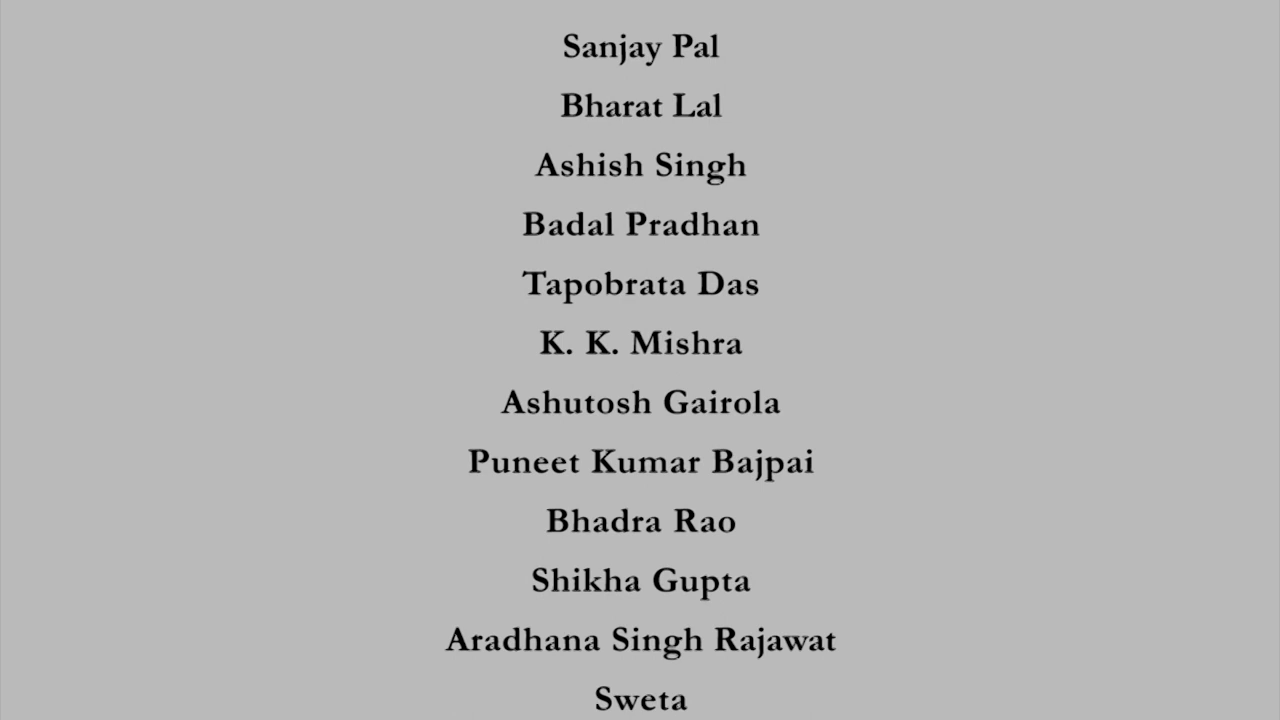 Sanjay Pal
Bharat Lal
Ashish Singh
Badal Pradhan
Tapobrata Das
K. K. Mishra
Ashutosh Gairola
Puneet Kumar Bajpai
Bhadra Rao
Shikha Gupta
Aradhana Singh Rajawat
Sweta